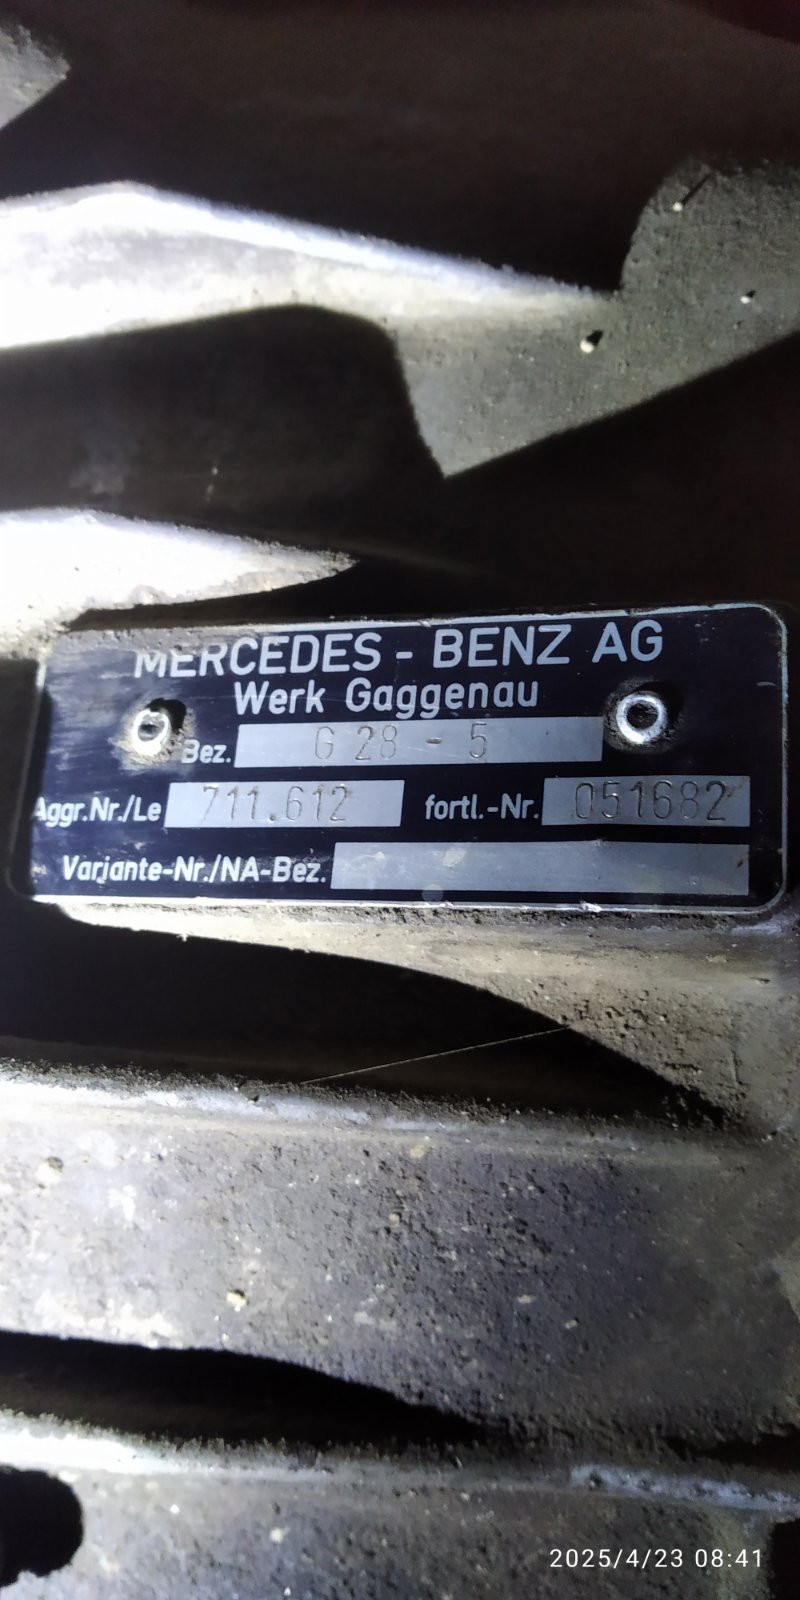 MERCEDES - BENZ AG
Werk Gaggenau
Bez. G 28 - 5
Aggr.Nr./Le 711.612 fortl.-Nr. 051682
Variante-Nr./NA-Bez.
2025/4/23 08:41